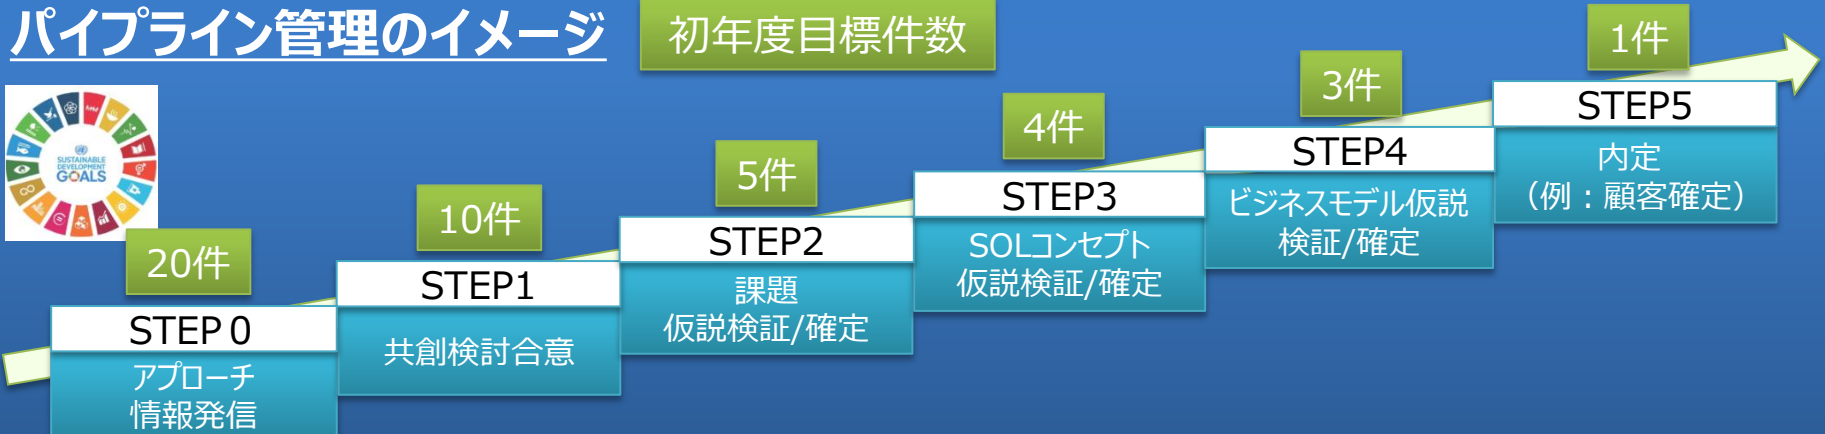 パイプライン管理のイメージ
初年度目標件数
SUSTAINABLE
DEVELOPMENT
GOALS
20件
STEP 0
アプローチ
情報発信
10件
STEP1
共創検討合意
5件
STEP2
課題
仮説検証/確定
4件
STEP3
SOLコンセプト
仮説検証/確定
3件
STEP4
ビジネスモデル仮説
検証/確定
1件
STEP5
内定
（例：顧客確定）